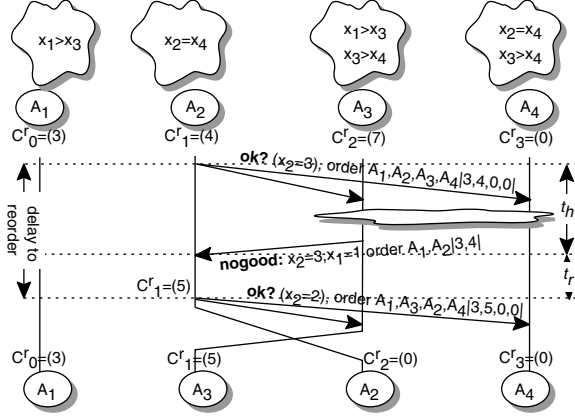 x1>x3
x2=x4
x1>x3
x3>x4
x2=x4
x3>x4
A1
A2
A3
A4
Cr0=(3)
Cr1=(4)
Cr2=(7)
Cr3=(0)
ok? (x2=3), order A1,A2,A3,A4|3,4,0,0|
delay to
reorder
th
nogood: x2=3,x1=1 order A1,A2|3,4|
tr
Cr1=(5)
ok? (x2=2), order A1,A3,A2,A4|3,5,0,0|
Cr0=(3)
Cr1=(5)
Cr2=(0)
Cr3=(0)
A1
A3
A2
A4